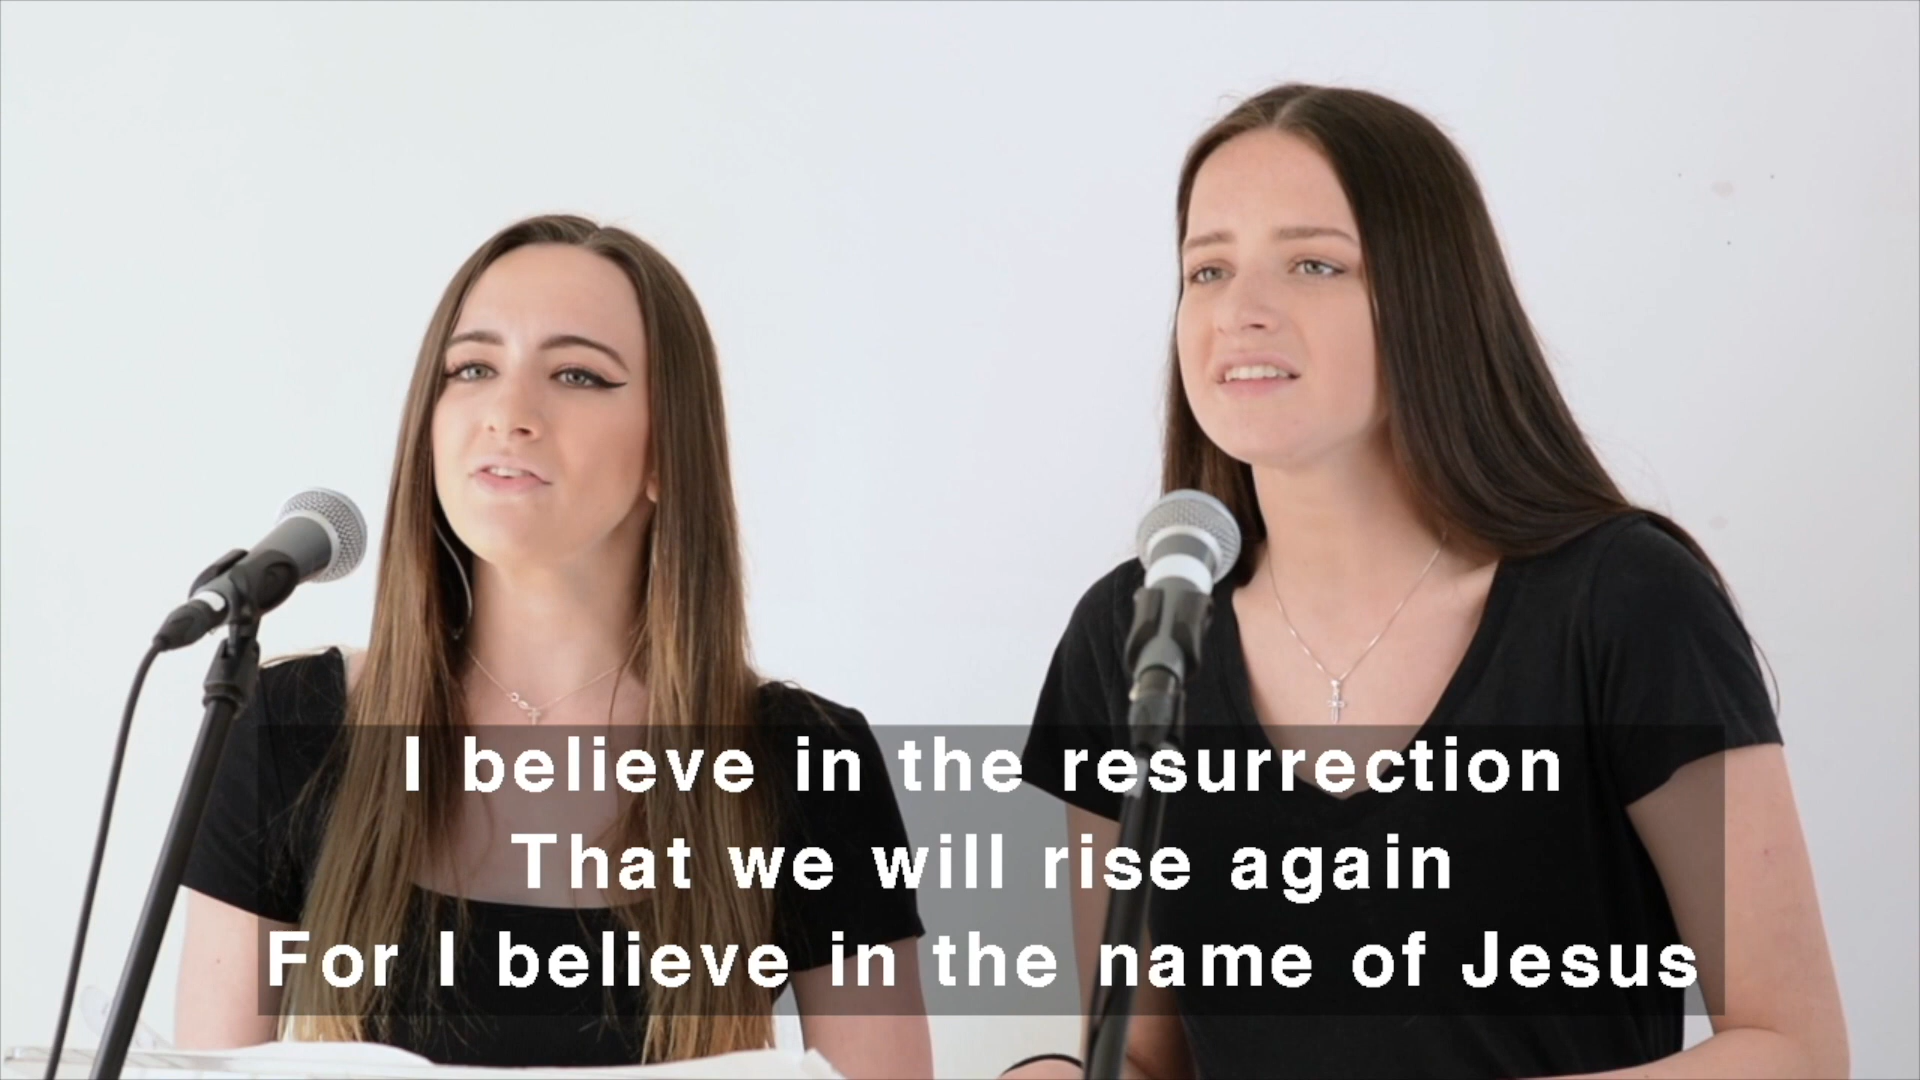 I believe in the resurrection
That we will rise again
For I believe in the name of Jesus